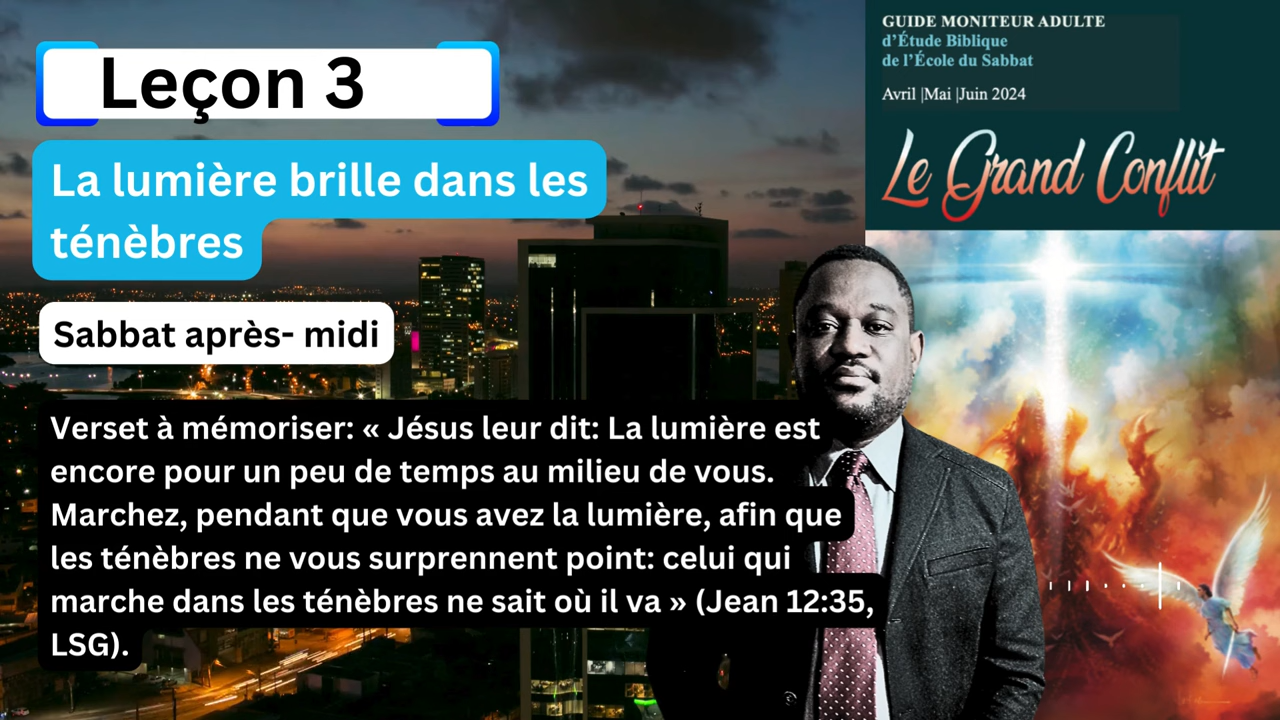 Leçon 3
La lumière brille dans les
ténèbres
Sabbat après- midi
Verset à mémoriser: « Jésus leur dit: La lumière est
encore pour un peu de temps au milieu de vous.
Marchez, pendant que vous avez la lumière, afin que
les ténèbres ne vous surprennent point: celui qui
marche dans les ténèbres ne sait où il va » (Jean 12:35,
LSG).
GUIDE MONITEUR ADULTE
d’Étude Biblique
de l’École du Sabbat
Avril |Mai |Juin 2024
Le Grand Conflit